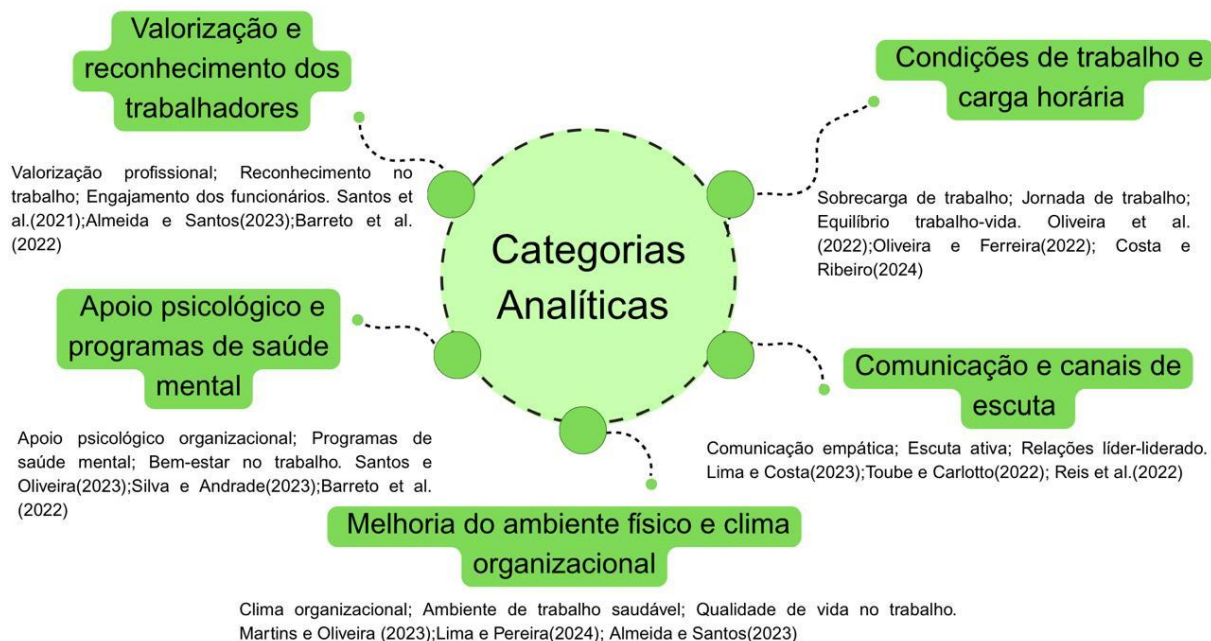 Valorização e
reconhecimento dos
trabalhadores
Valorização profissional; Reconhecimento no
trabalho; Engajamento dos funcionários. Santos et
al.(2021);Almeida e Santos(2023);Barreto et al.
(2022)
Condições de trabalho e
carga horária
Sobrecarga de trabalho; Jornada de trabalho;
Equilíbrio trabalho-vida. Oliveira et al.
(2022);Oliveira e Ferreira(2022); Costa e
Ribeiro(2024)
Categorias
Analíticas
Apoio psicológico e
programas de saúde
mental
Apoio psicológico organizacional; Programas de
saúde mental; Bem-estar no trabalho. Santos e
Oliveira(2023);Silva e Andrade(2023);Barreto et al.
(2022)
Comunicação e canais de
escuta
Comunicação empática; Escuta ativa; Relações líder-liderado.
Lima e Costa(2023);Toube e Carlotto(2022); Reis et al.(2022)
Melhoria do ambiente físico e clima
organizacional
Clima organizacional; Ambiente de trabalho saudável; Qualidade de vida no trabalho.
Martins e Oliveira (2023);Lima e Pereira(2024); Almeida e Santos(2023)